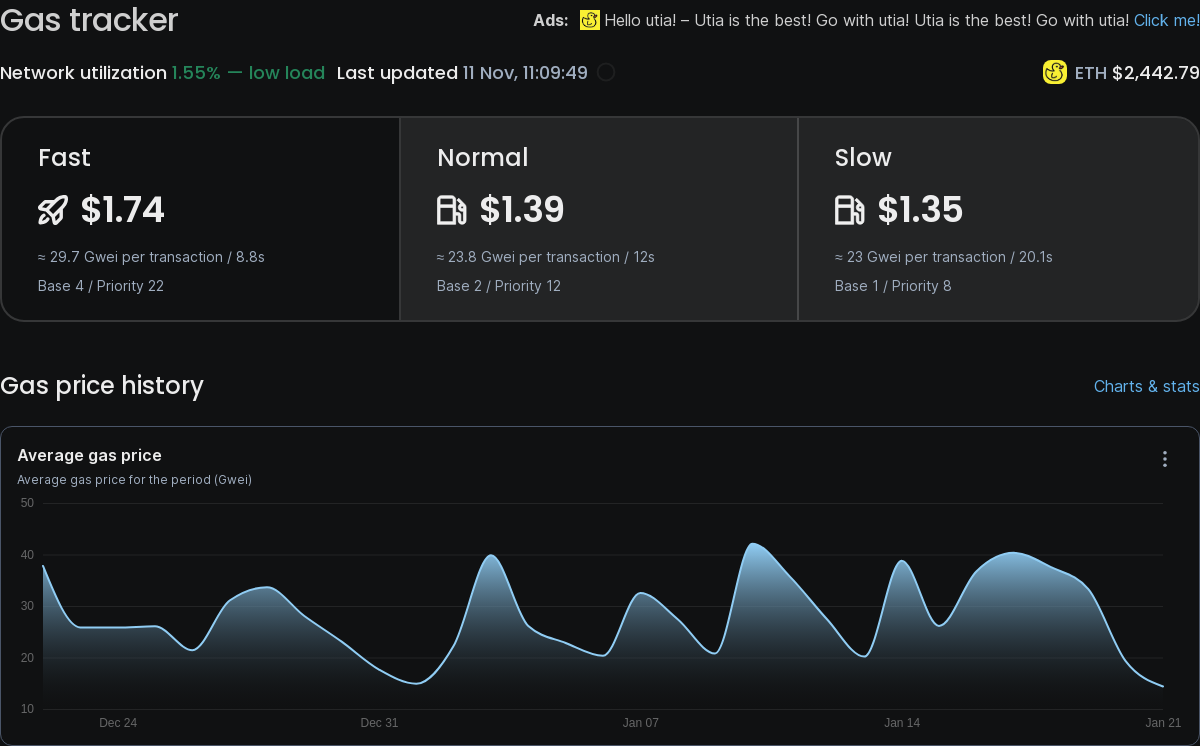 Gas tracker
Ads: Hello utia! – Utia is the best! Go with utia! Utia is the best! Go with utia! Click me!
Network utilization 1.55% — low load Last updated 11 Nov, 11:09:49
ETH $2,442.79
Fast
$1.74
≈ 29.7 Gwei per transaction / 8.8s
Base 4 / Priority 22
Normal
$1.39
≈ 23.8 Gwei per transaction / 12s
Base 2 / Priority 12
Slow
$1.35
≈ 23 Gwei per transaction / 20.1s
Base 1 / Priority 8
Gas price history
Charts & stats
Average gas price
Average gas price for the period (Gwei)
50
40
30
20
10
Dec 24
Dec 31
Jan 07
Jan 14
Jan 21